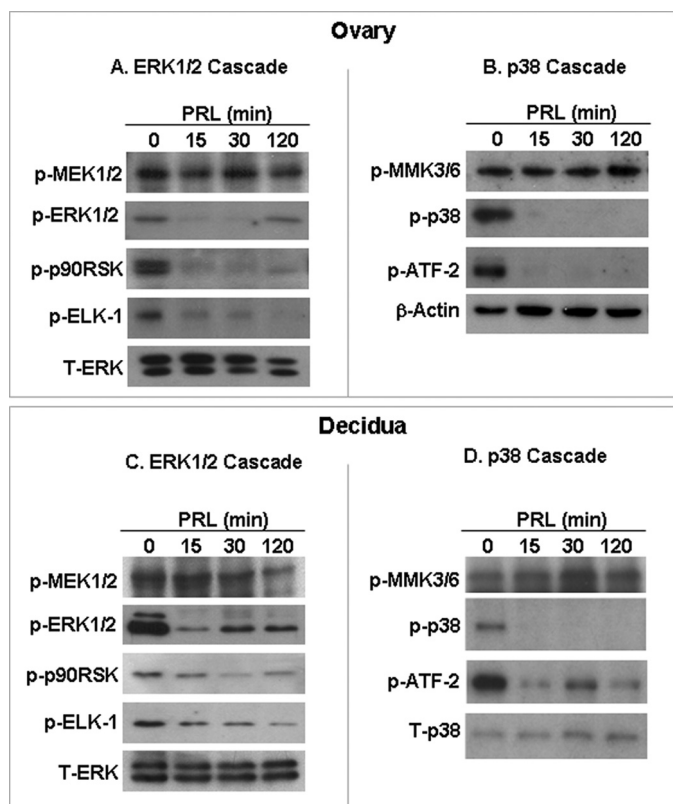 Ovary
A. ERK1/2 Cascade
PRL (min)
0 15 30 120
p-MEK1/2
p-ERK1/2
p-p90RSK
p-ELK-1
T-ERK
B. p38 Cascade
PRL (min)
0 15 30 120
p-MMK3/6
p-p38
p-ATF-2
β-Actin
Decidua
C. ERK1/2 Cascade
PRL (min)
0 15 30 120
p-MEK1/2
p-ERK1/2
p-p90RSK
p-ELK-1
T-ERK
D. p38 Cascade
PRL (min)
0 15 30 120
p-MMK3/6
p-p38
p-ATF-2
T-p38